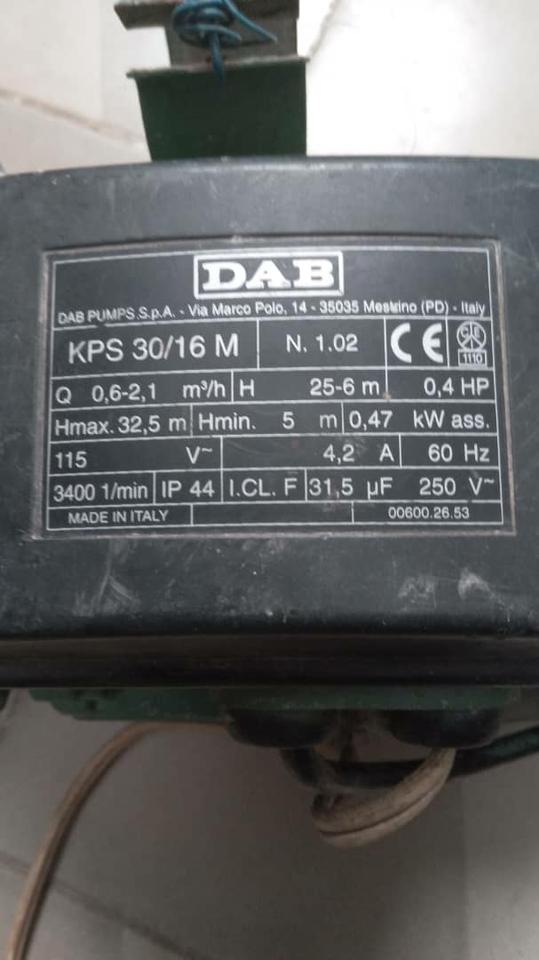 DAB
DAB PUMPS S.p.A. - Via Marco Polo, 14 - 35035 Mestrino (PD) - Italy
KPS 30/16 M N. 1.02 CE 1110
Q 0,6-2,1 m³/h H 25-6 m 0,4 HP
Hmax. 32,5 m Hmin. 5 m 0,47 kW ass.
115 V~ 4,2 A 60 Hz
3400 1/min IP 44 I.CL. F 31,5 µF 250 V~
MADE IN ITALY 00600.26.53